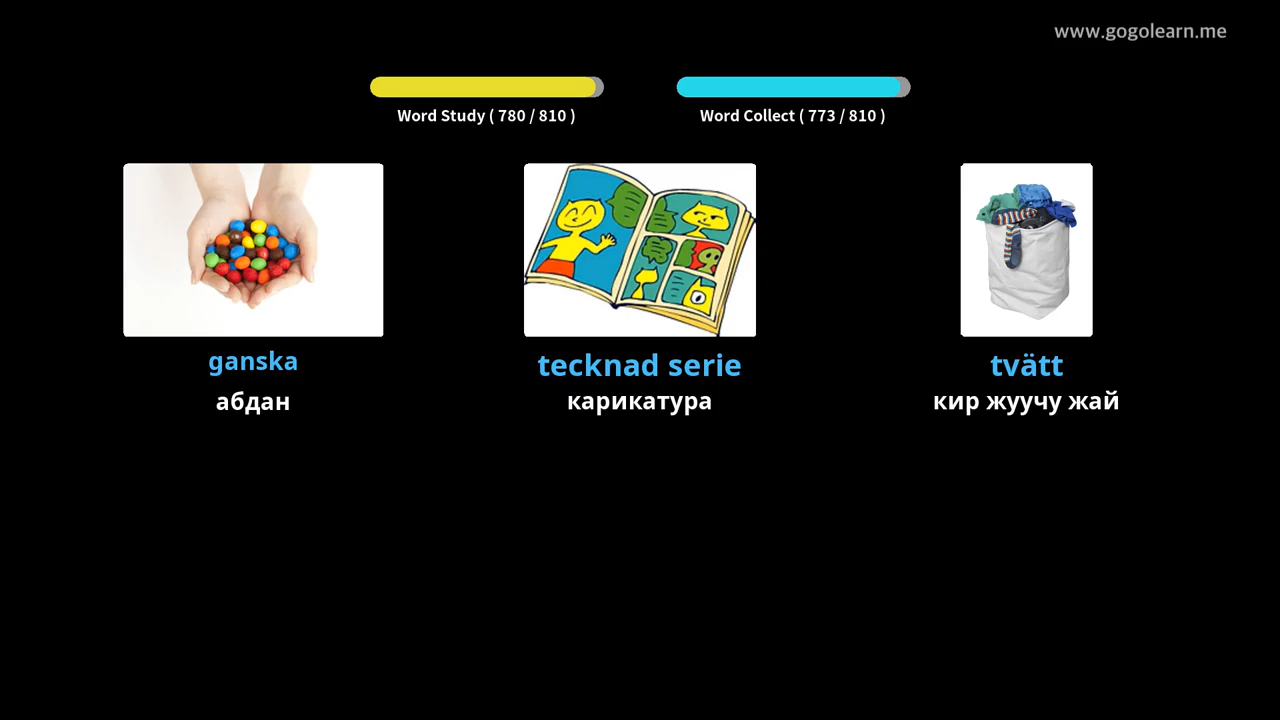 www.gogolearn.me
Word Study ( 780 / 810 )
Word Collect ( 773 / 810 )
ganska
tecknad serie
tvätt
абдан
карикатура
кир жуучу жай